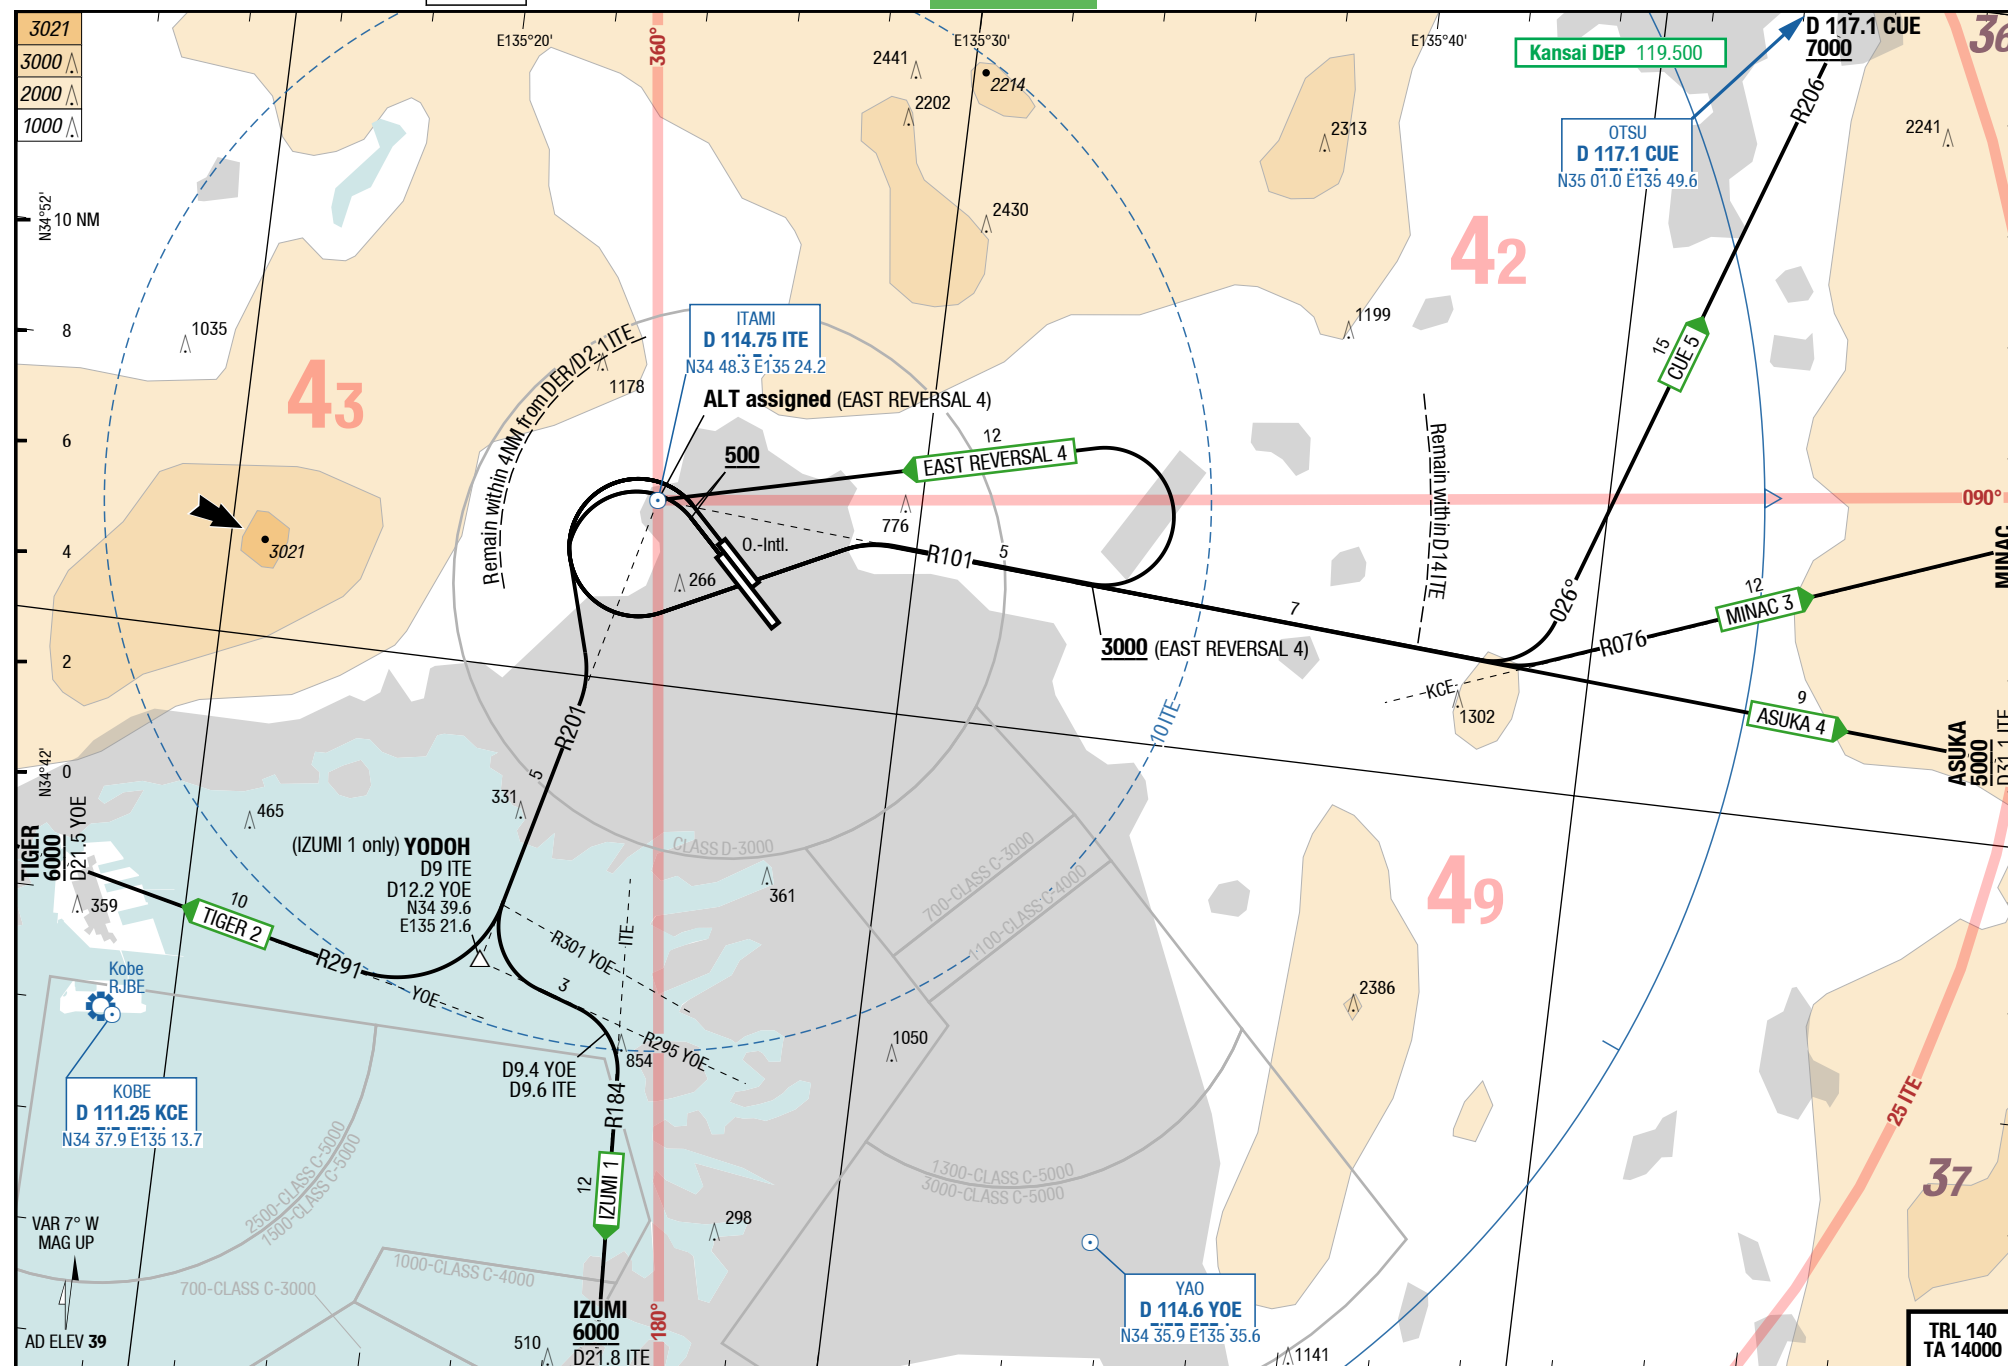 3021
3000
2000
1000
E135°20'
360°
E135°30'
E135°40'
Kansai DEP 119.500
D 117.1 CUE
7000
36
2441
2214
2202
2313
2241
R206
OTSU
D 117.1 CUE
N35 01.0 E135 49.6
N34°52'
10 NM
2430
42
1035
8
ITAMI
D 114.75 ITE
N34 48.3 E135 24.2
1199
15
CUE 5
43
1178
Remain within 4NM from DER/D2.1 ITE
ALT assigned (EAST REVERSAL 4)
6
500
12
EAST REVERSAL 4
Remain within D14 ITE
090°
776
3021
4
O.-Intl.
266
R101
5
7
026°
12
MINAC 3
MINAC
R076
3000 (EAST REVERSAL 4)
2
KCE
1302
9
ASUKA 4
ASUKA
5000
D31.1 ITE
R201
5
10 ITE
N34°42'
0
TIGER
6000
D21.5 YOE
465
331
(IZUMI 1 only) YODOH
D9 ITE
D12.2 YOE
N34 39.6
E135 21.6
CLASS D-3000
700-CLASS C-3000
1100-CLASS C-4000
361
49
359
10
TIGER 2
R291
YOE
R301 YOE
ITE
3
R295 YOE
Kobe
RJBE
2386
1050
854
D9.4 YOE
D9.6 ITE
R184
KOBE
D 111.25 KCE
N34 37.9 E135 13.7
2500-CLASS C-5000
1500-CLASS C-5000
1300-CLASS C-5000
3000-CLASS C-5000
25 ITE
37
12
IZUMI 1
298
VAR 7° W
MAG UP
1000-CLASS C-4000
700-CLASS C-3000
YAO
D 114.6 YOE
N34 35.9 E135 35.6
AD ELEV 39
510
IZUMI
6000
D21.8 ITE
180°
1141
TRL 140
TA 14000